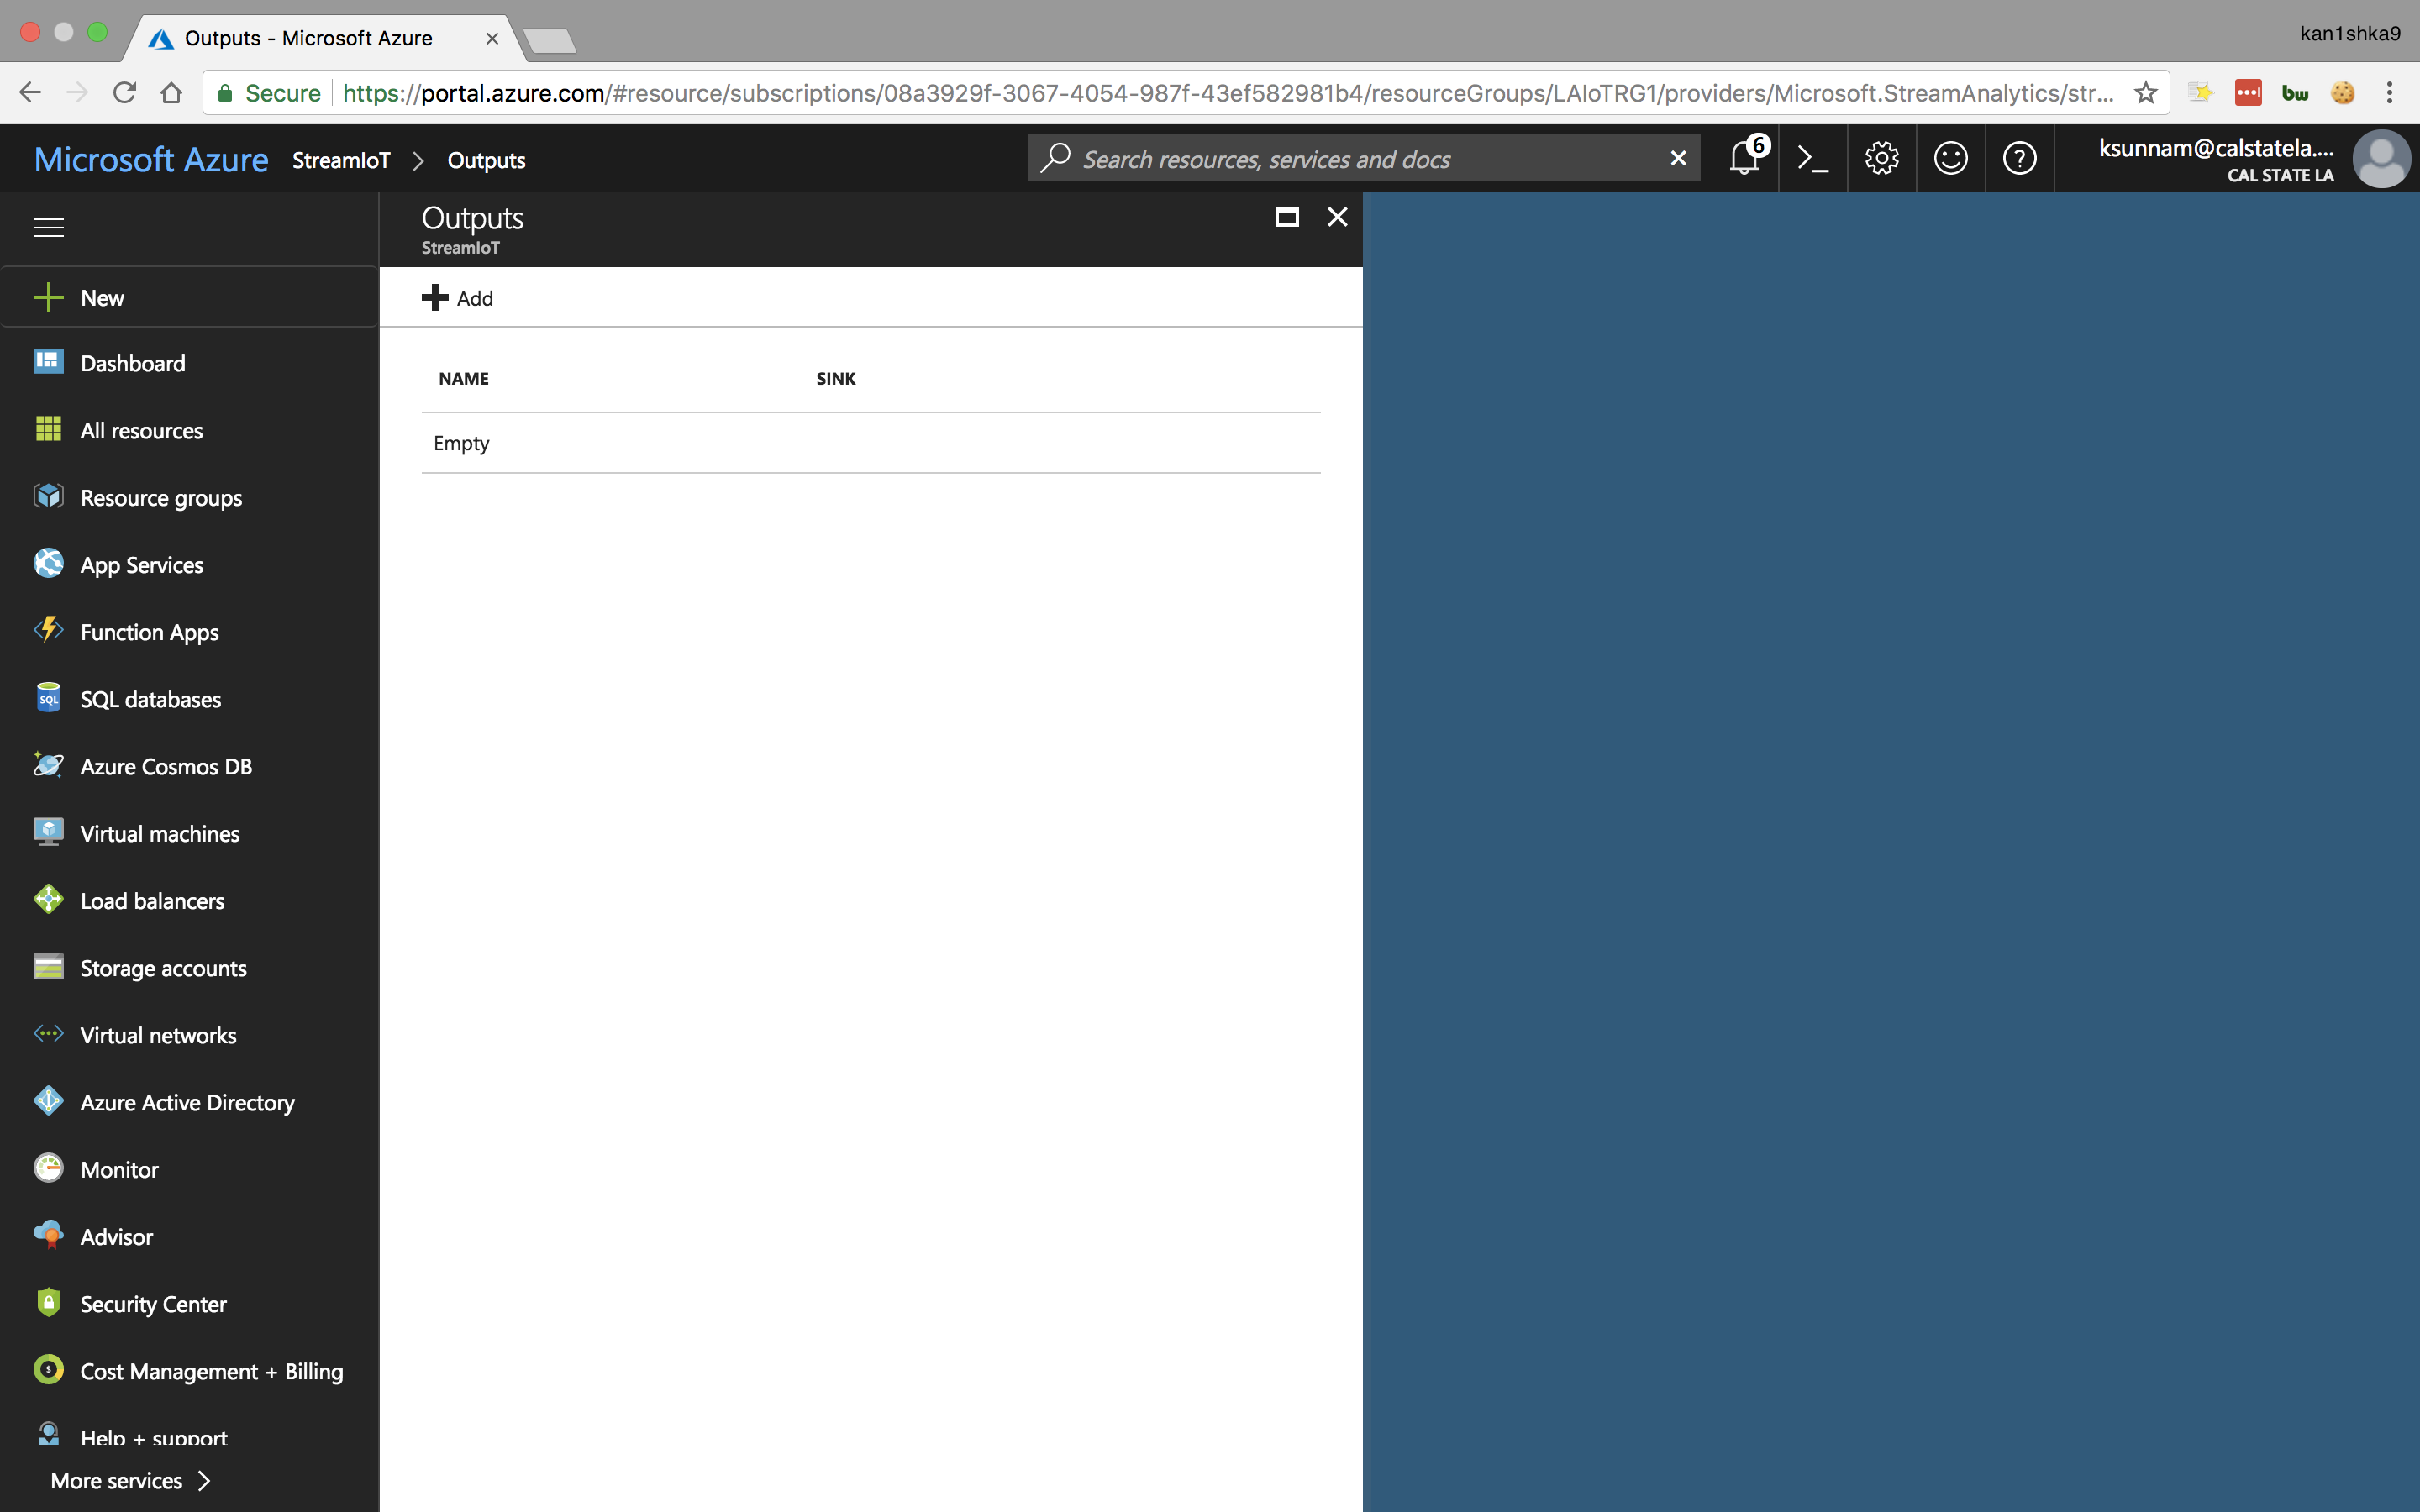 Outputs - Microsoft Azure
kan1shka9
Secure https://portal.azure.com/#resource/subscriptions/08a3929f-3067-4054-987f-43ef582981b4/resourceGroups/LAIoTRG1/providers/Microsoft.StreamAnalytics/str...
bw
Microsoft Azure StreamIoT Outputs
Search resources, services and docs
6
ksunnam@calstatela....
CAL STATE LA
Outputs
StreamIoT
New
Add
Dashboard
NAME SINK
All resources
Empty
Resource groups
App Services
Function Apps
SQL
SQL databases
Azure Cosmos DB
Virtual machines
Load balancers
Storage accounts
Virtual networks
Azure Active Directory
Monitor
Advisor
Security Center
Cost Management + Billing
Help + support
More services